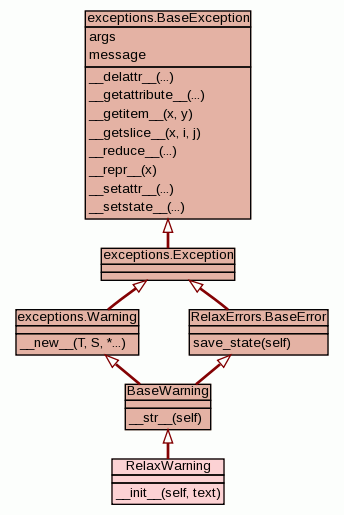 exceptions.BaseException
args
message
__delattr__(...)
__getattribute__(...)
__getitem__(x, y)
__getslice__(x, i, j)
__reduce__(...)
__repr__(x)
__setattr__(...)
__setstate__(...)
exceptions.Exception
exceptions.Warning
__new__(T, S, *...)
RelaxErrors.BaseError
save_state(self)
BaseWarning
__str__(self)
RelaxWarning
__init__(self, text)